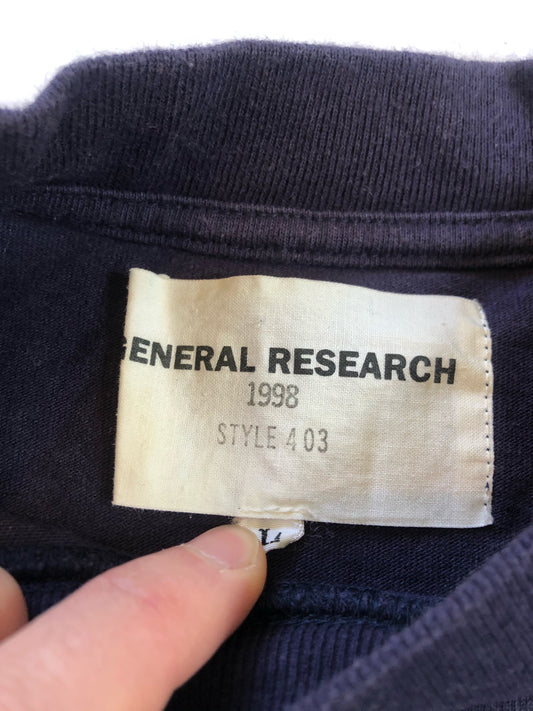 GENERAL RESEARCH
1998
STYLE 403
L